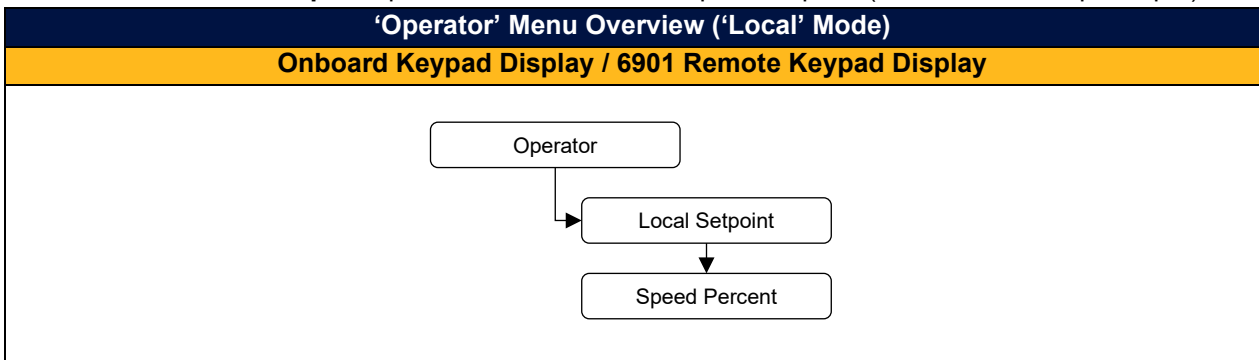 ‘Operator’ Menu Overview (‘Local’ Mode)
Onboard Keypad Display / 6901 Remote Keypad Display
Operator
Local Setpoint
Speed Percent